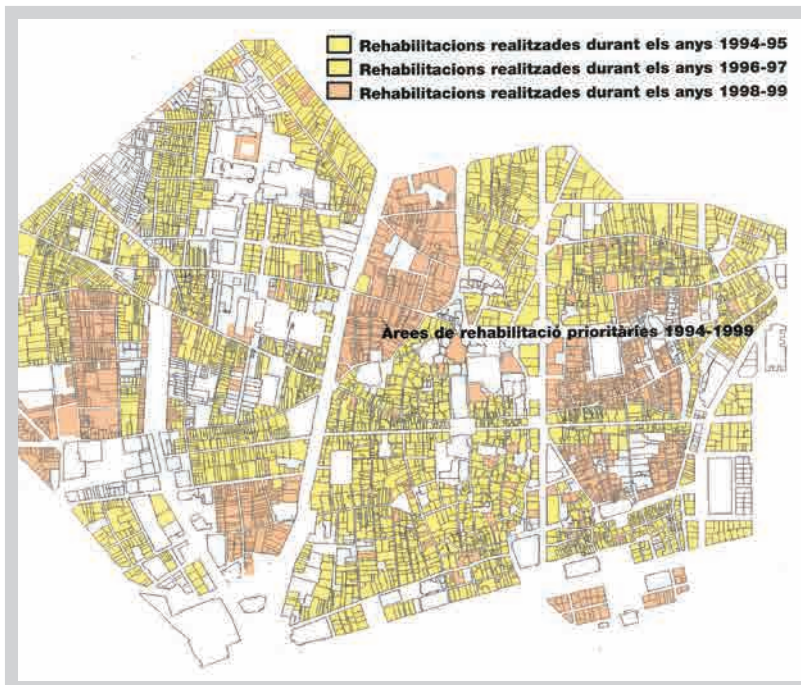 Rehabilitacions realitzades durant els anys 1994-95
Rehabilitacions realitzades durant els anys 1996-97
Rehabilitacions realitzades durant els anys 1998-99
Àrees de rehabilitació prioritàries 1994-1999